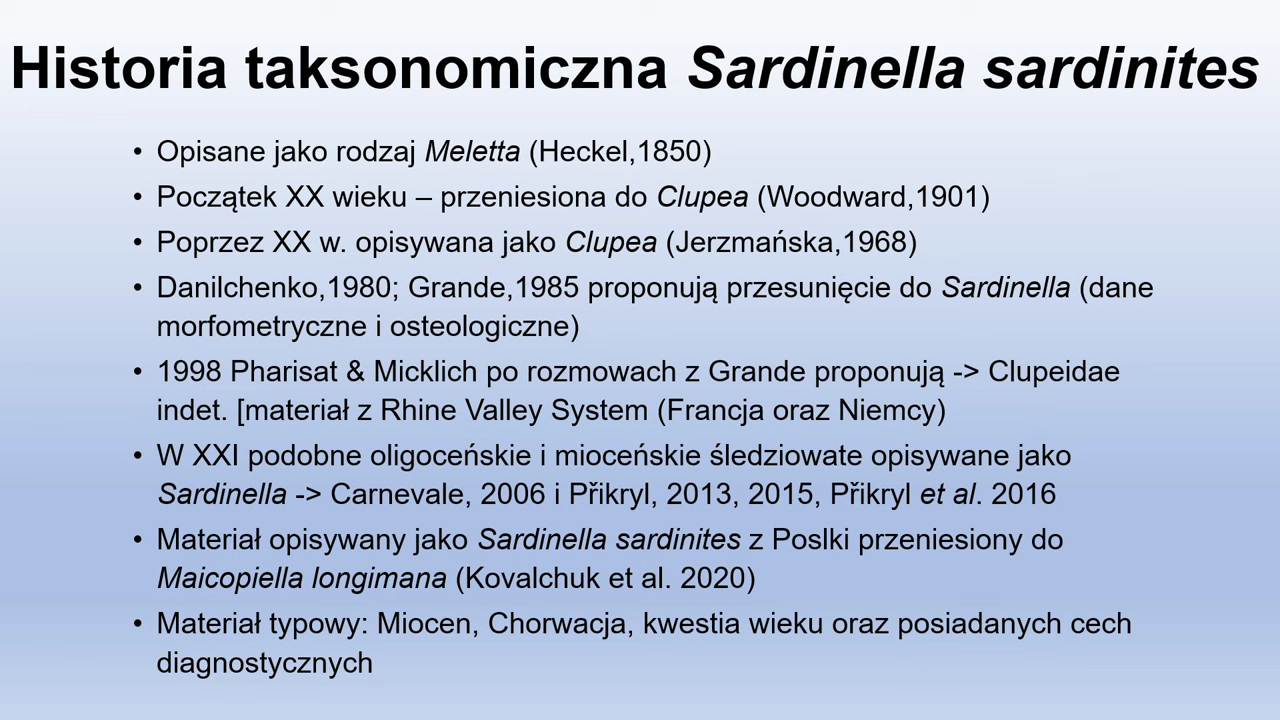 Historia taksonomiczna Sardinella sardinites
• Opisane jako rodzaj Meletta (Heckel,1850)
• Początek XX wieku – przeniesiona do Clupea (Woodward,1901)
• Poprzez XX w. opisywana jako Clupea (Jerzmańska,1968)
• Danilchenko,1980; Grande,1985 proponują przesunięcie do Sardinella (dane
morfometryczne i osteologiczne)
• 1998 Pharisat & Micklich po rozmowach z Grande proponują -> Clupeidae
indet. [materiał z Rhine Valley System (Francja oraz Niemcy)
• W XXI podobne oligoceńskie i mioceńskie śledziowate opisywane jako
Sardinella -> Carnevale, 2006 i Přikryl, 2013, 2015, Přikryl et al. 2016
• Materiał opisywany jako Sardinella sardinites z Poslki przeniesiony do
Maicopiella longimana (Kovalchuk et al. 2020)
• Materiał typowy: Miocen, Chorwacja, kwestia wieku oraz posiadanych cech
diagnostycznych